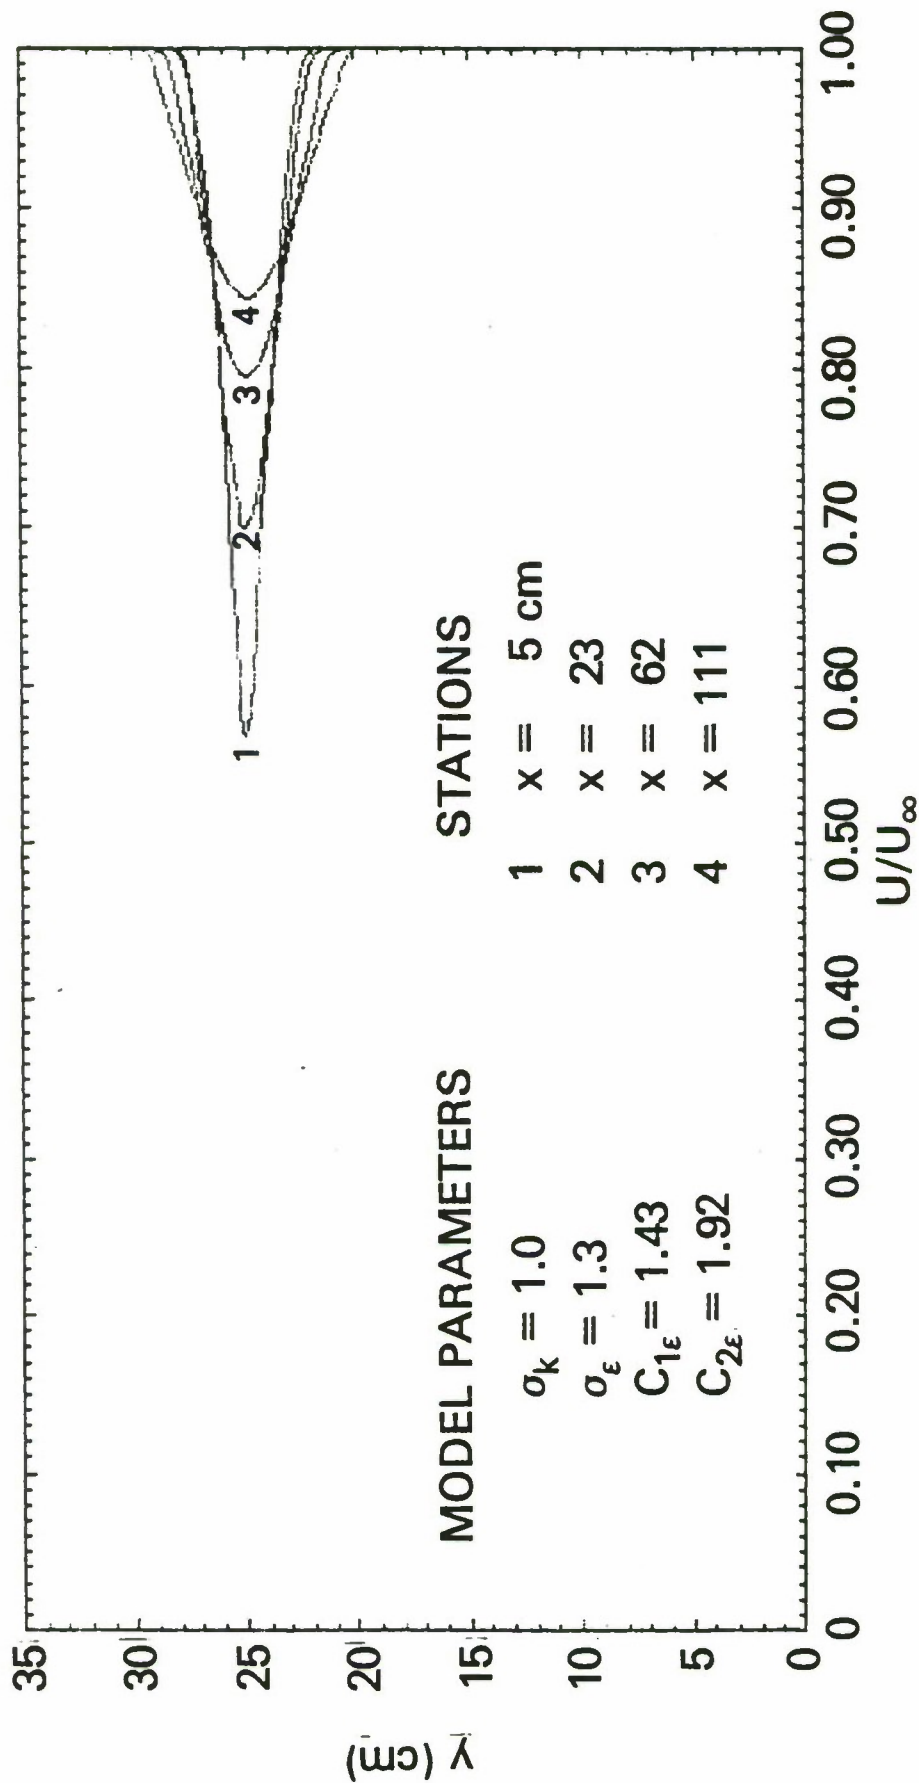 y (cm)
35
30
25
20
15
10
5
0
1
2
3
4
MODEL PARAMETERS
σk = 1.0
σε = 1.3
C1ε = 1.43
C2ε = 1.92
STATIONS
1 x = 5 cm
2 x = 23
3 x = 62
4 x = 111
0 0.10 0.20 0.30 0.40 0.50 0.60 0.70 0.80 0.90 1.00
U/U∞